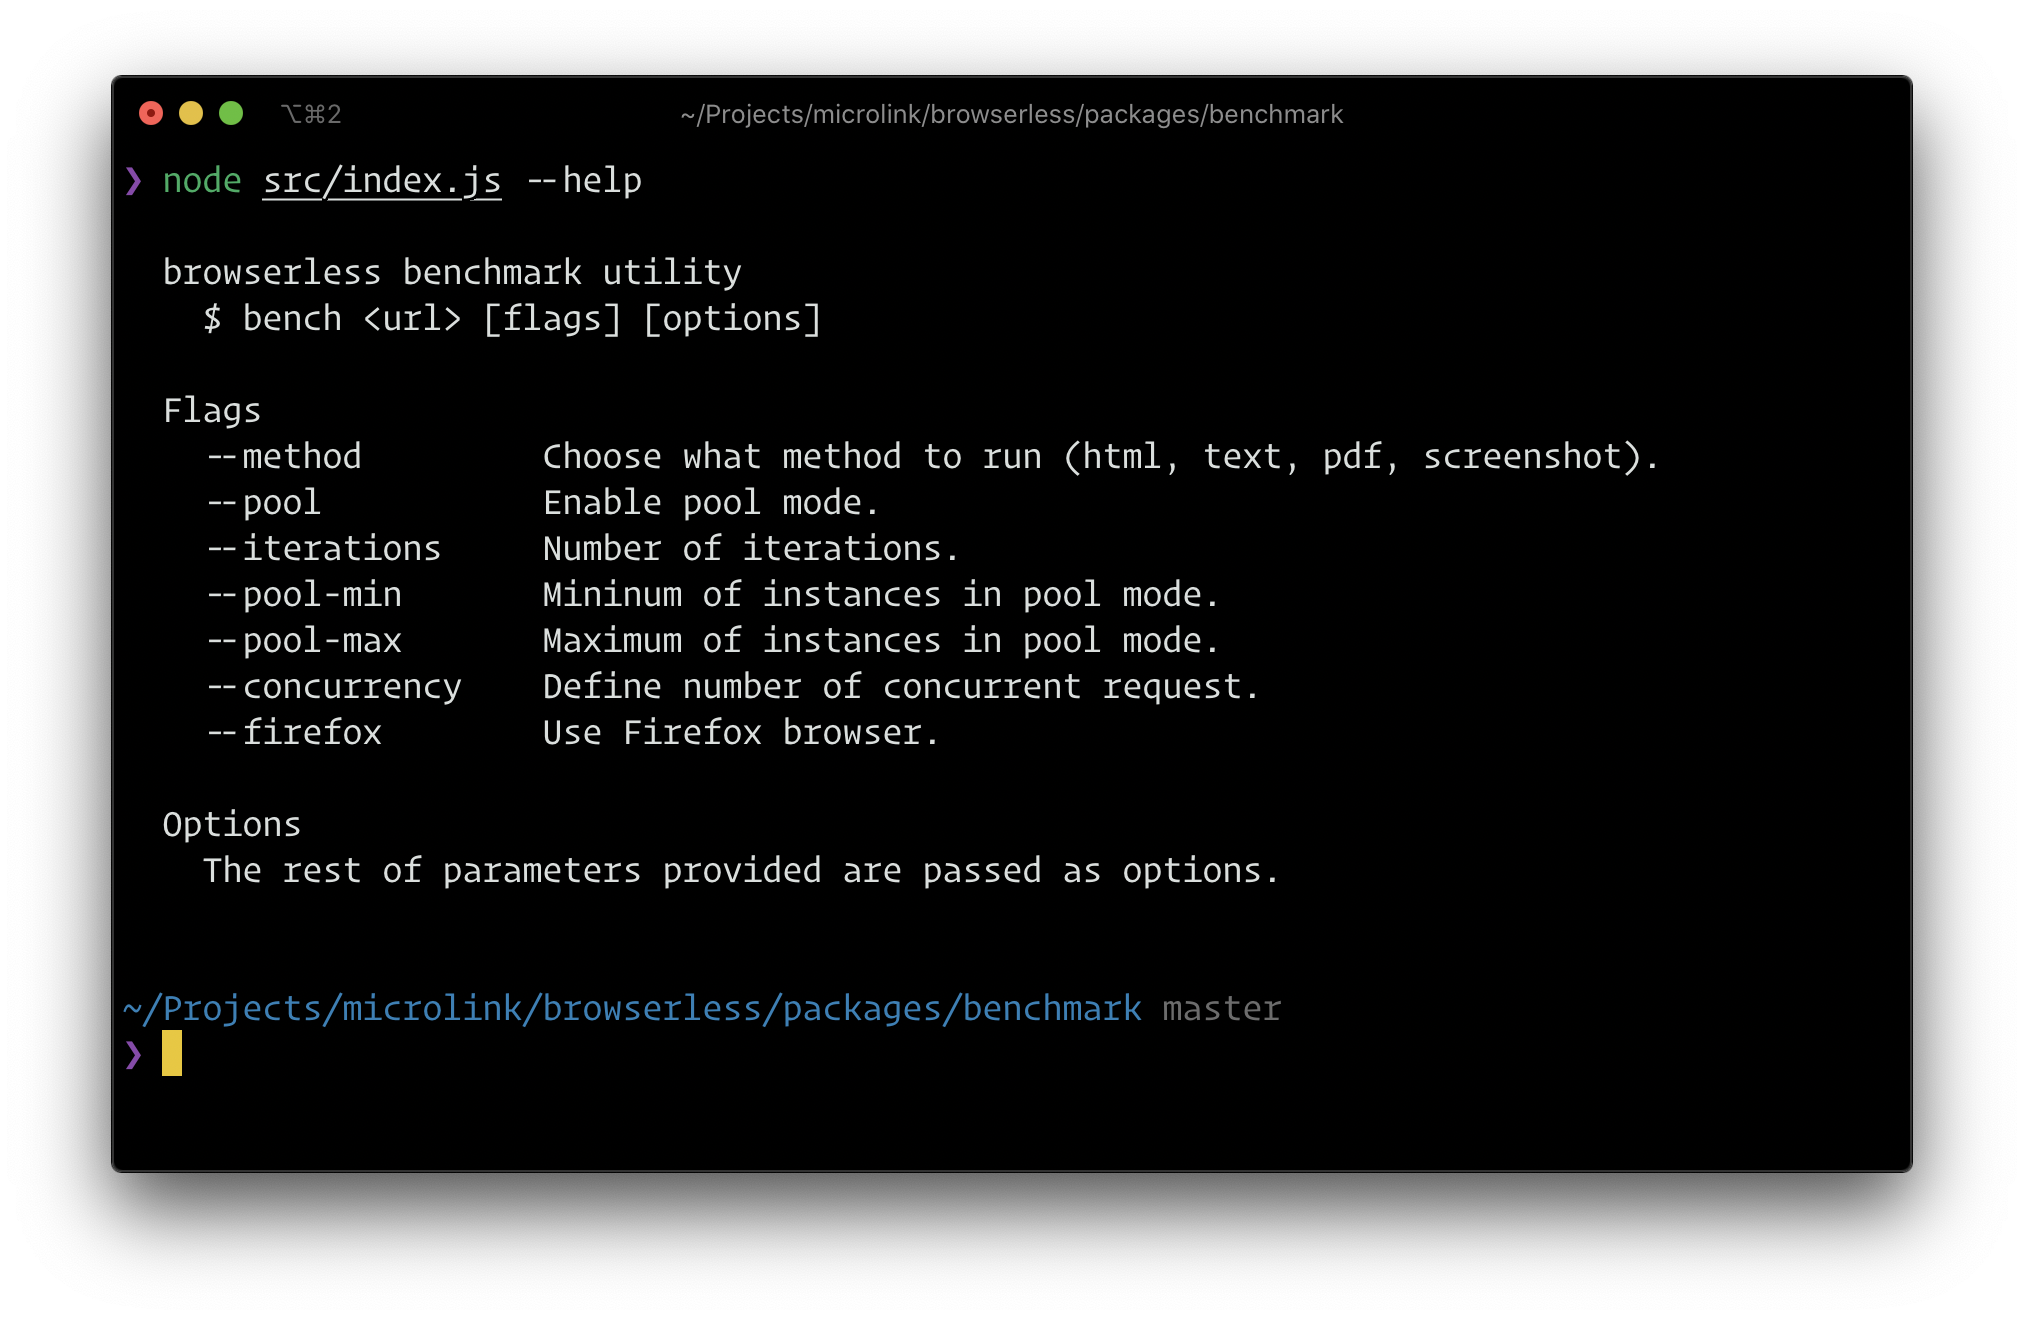 ⌥⌘2 ~/Projects/microlink/browserless/packages/benchmark
❯ node src/index.js --help
browserless benchmark utility
$ bench <url> [flags] [options]
Flags
--method Choose what method to run (html, text, pdf, screenshot).
--pool Enable pool mode.
--iterations Number of iterations.
--pool-min Mininum of instances in pool mode.
--pool-max Maximum of instances in pool mode.
--concurrency Define number of concurrent request.
--firefox Use Firefox browser.
Options
The rest of parameters provided are passed as options.
~/Projects/microlink/browserless/packages/benchmark master
❯